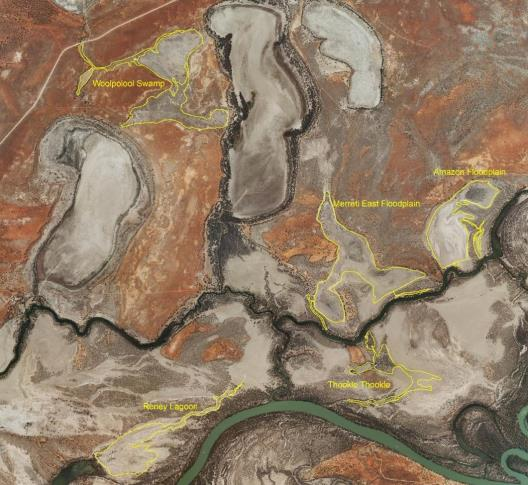 Woolpolool Swamp
Amazon Floodplain
Merreti East Floodplain
Thookle Thookle
Reney Lagoon